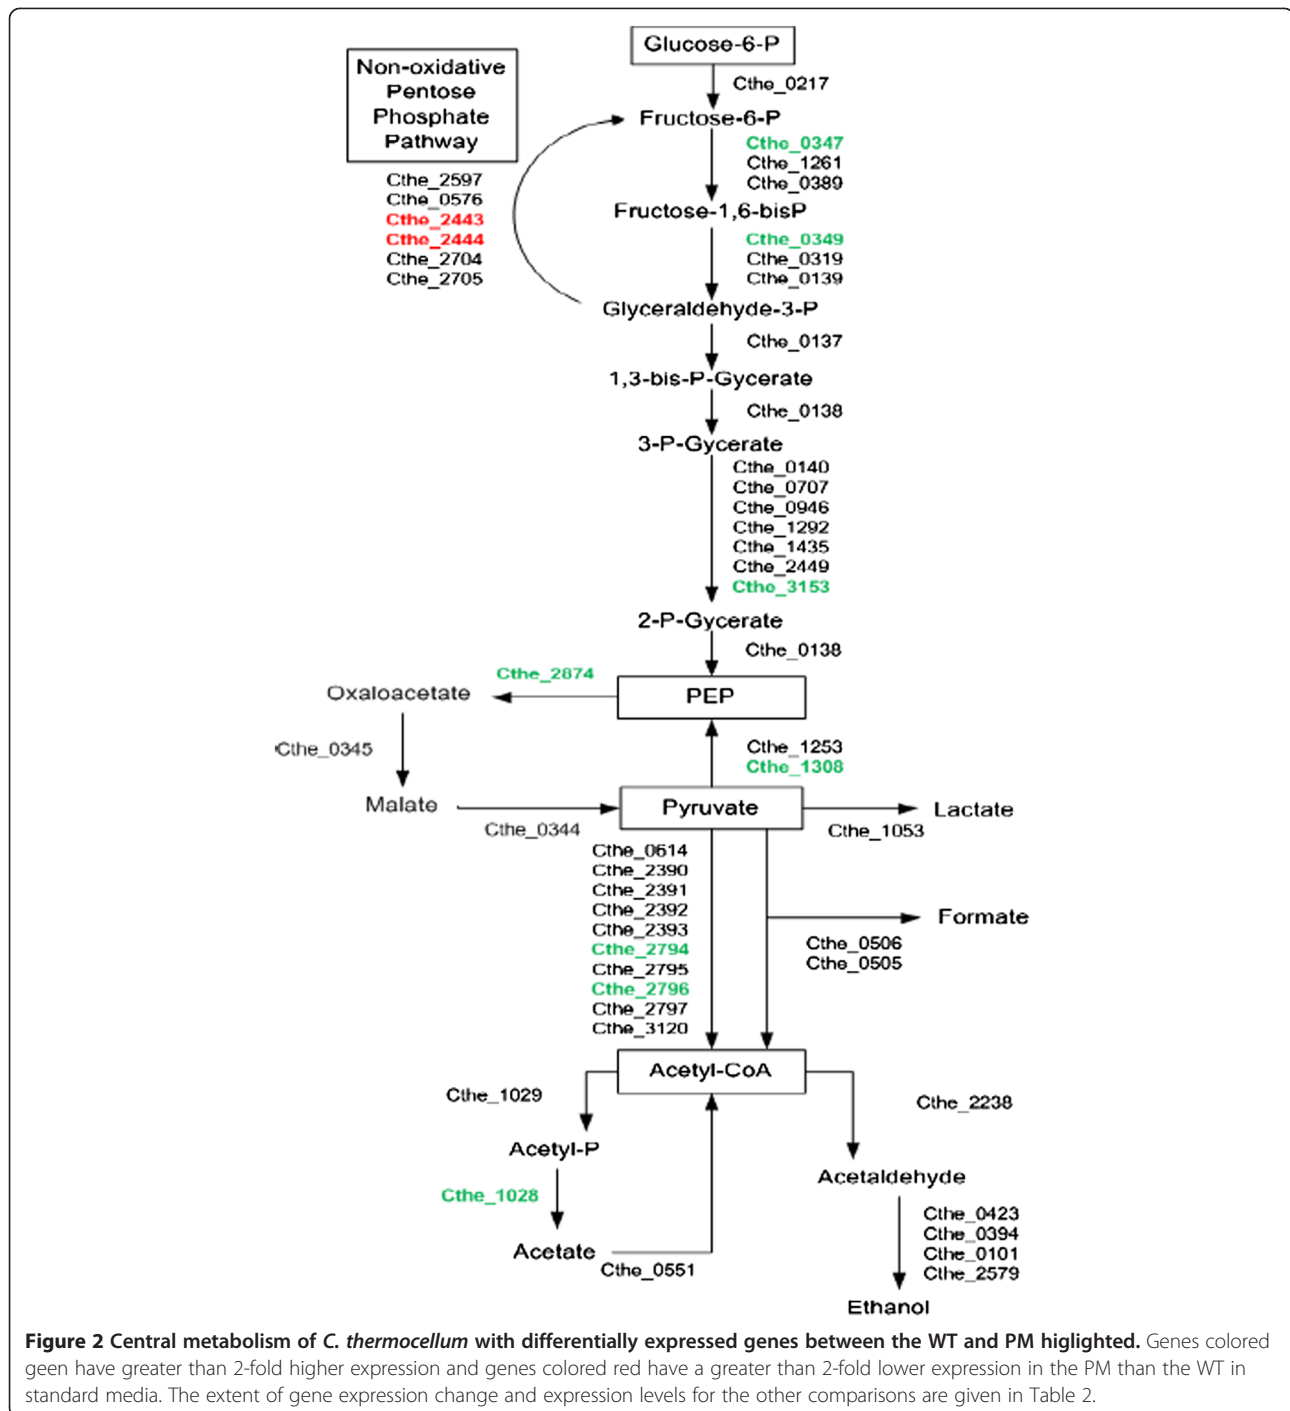 Glucose-6-P
Cthe_0217
Non-oxidative
Pentose
Phosphate
Pathway
Cthe_2597
Cthe_0576
Cthe_2443
Cthe_2444
Cthe_2704
Cthe_2705
Fructose-6-P
Cthe_0347
Cthe_1261
Cthe_0389
Fructose-1,6-bisP
Cthe_0349
Cthe_0319
Cthe_0139
Glyceraldehyde-3-P
Cthe_0137
1,3-bis-P-Gycerate
Cthe_0138
3-P-Gycerate
Cthe_0140
Cthe_0707
Cthe_0946
Cthe_1292
Cthe_1435
Cthe_2449
Cthe_3153
2-P-Gycerate
Cthe_0138
Cthe_2874
Oxaloacetate
PEP
Cthe_0345
Cthe_1253
Cthe_1308
Malate
Cthe_0344
Pyruvate
Cthe_1053
Lactate
Cthe_0614
Cthe_2390
Cthe_2391
Cthe_2392
Cthe_2393
Cthe_2794
Cthe_2795
Cthe_2796
Cthe_2797
Cthe_3120
Formate
Cthe_0506
Cthe_0505
Acetyl-CoA
Cthe_1029
Cthe_2238
Acetyl-P
Acetaldehyde
Cthe_1028
Cthe_0423
Cthe_0394
Cthe_0101
Cthe_2579
Acetate
Cthe_0551
Ethanol
Figure 2 Central metabolism of C. thermocellum with differentially expressed genes between the WT and PM higlighted. Genes colored
geen have greater than 2-fold higher expression and genes colored red have a greater than 2-fold lower expression in the PM than the WT in
standard media. The extent of gene expression change and expression levels for the other comparisons are given in Table 2.